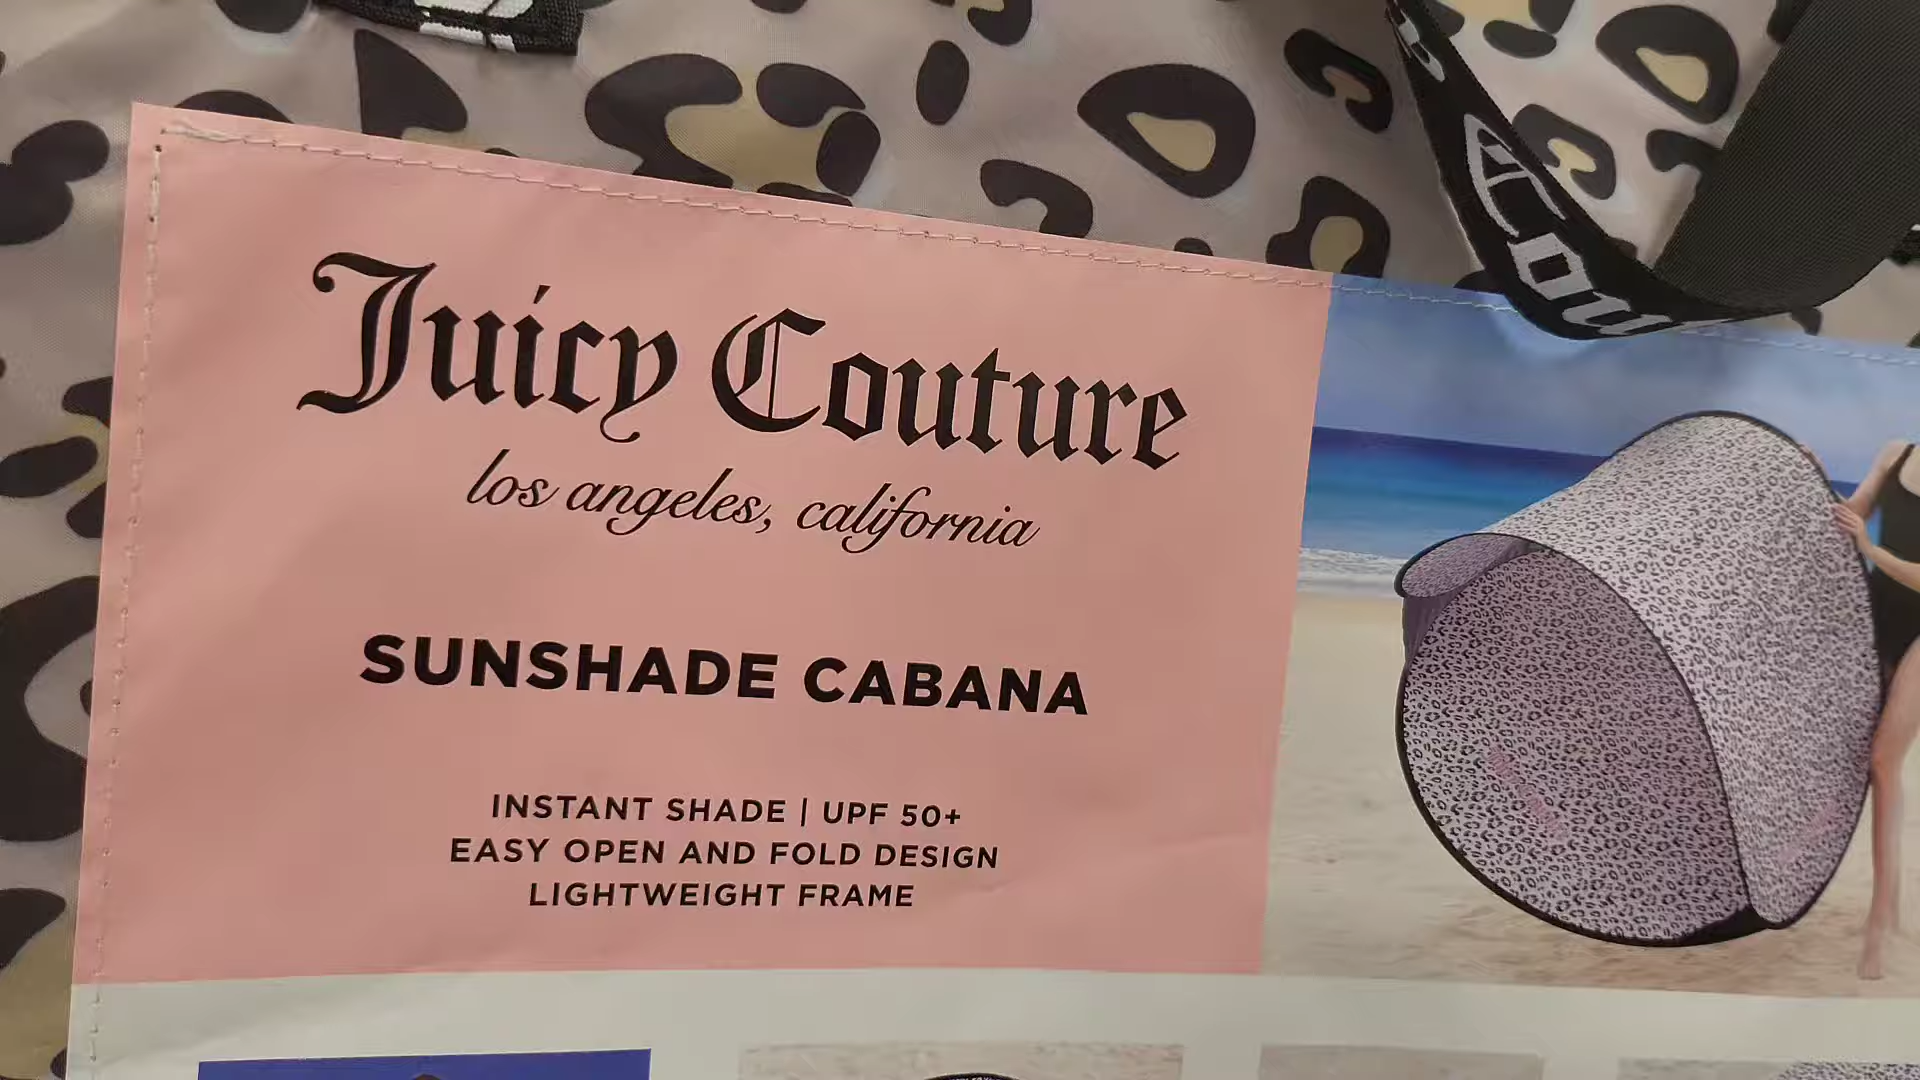 Juicy Couture
los angeles, california
SUNSHADE CABANA
INSTANT SHADE | UPF 50+
EASY OPEN AND FOLD DESIGN
LIGHTWEIGHT FRAME